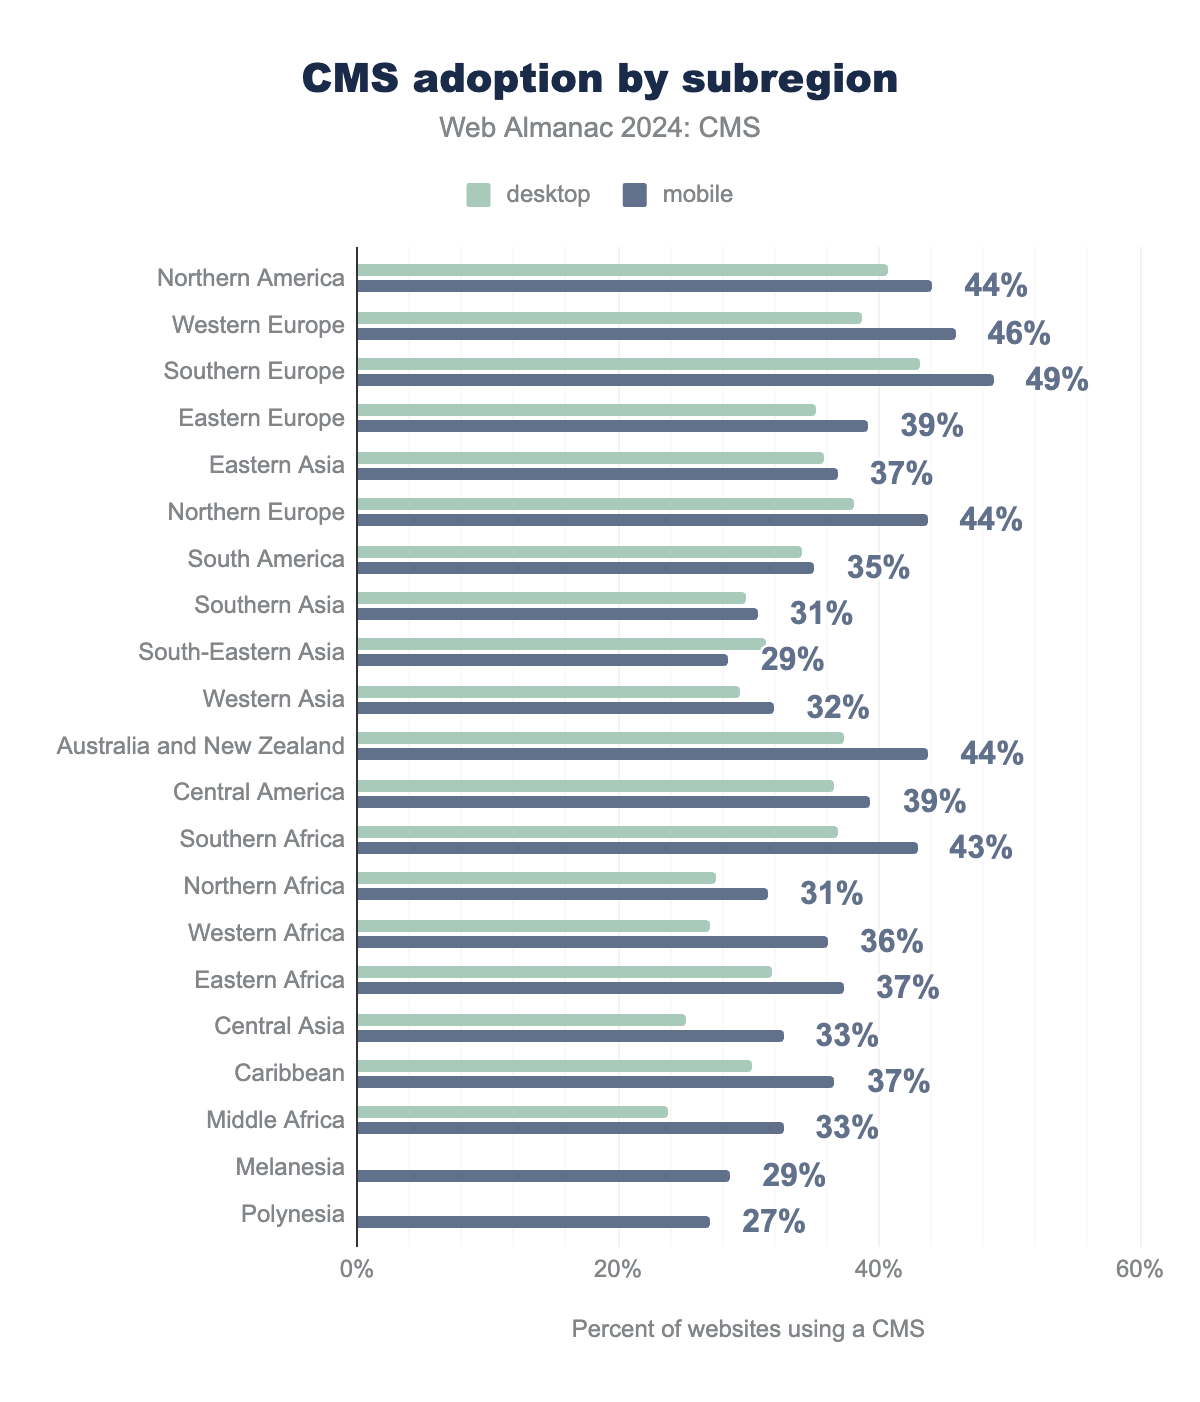 CMS adoption by subregion
Web Almanac 2024: CMS
desktop mobile
Northern America 44%
Western Europe 46%
Southern Europe 49%
Eastern Europe 39%
Eastern Asia 37%
Northern Europe 44%
South America 35%
Southern Asia 31%
South-Eastern Asia 29%
Western Asia 32%
Australia and New Zealand 44%
Central America 39%
Southern Africa 43%
Northern Africa 31%
Western Africa 36%
Eastern Africa 37%
Central Asia 33%
Caribbean 37%
Middle Africa 33%
Melanesia 29%
Polynesia 27%
0% 20% 40% 60%
Percent of websites using a CMS